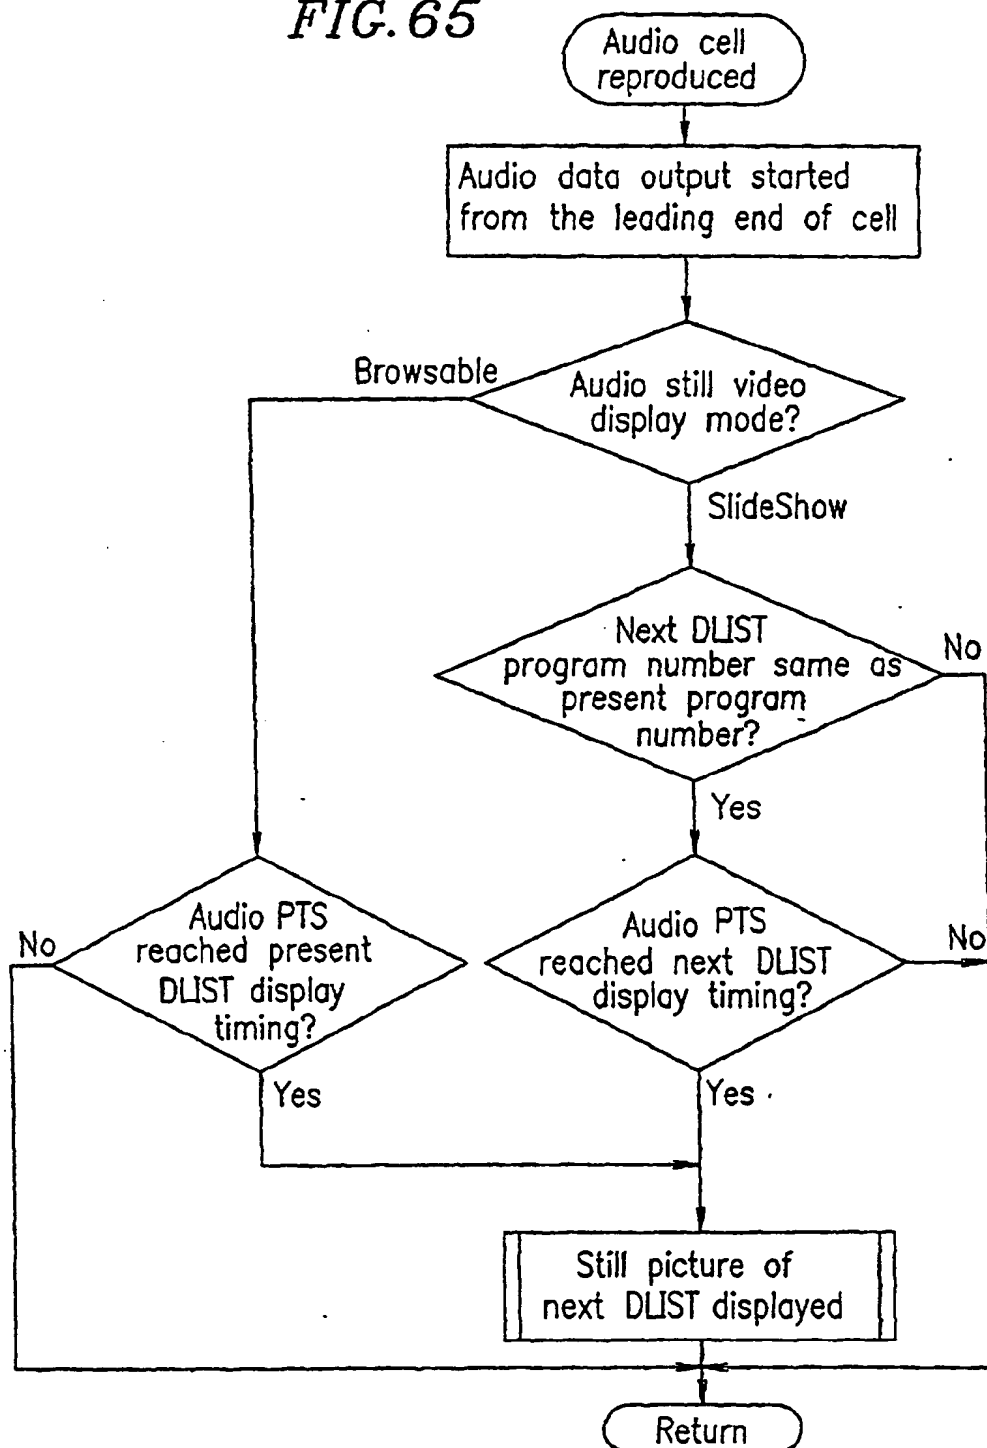 FIG. 65
Audio cell
reproduced
Audio data output started
from the leading end of cell
Browsable
Audio still video
display mode?
SlideShow
Next DLIST
program number same as
present program
number?
No
Yes
Audio PTS
reached present
DLIST display
timing?
No
Yes
Audio PTS
reached next DLIST
display timing?
No
Yes
Still picture of
next DLIST displayed
Return